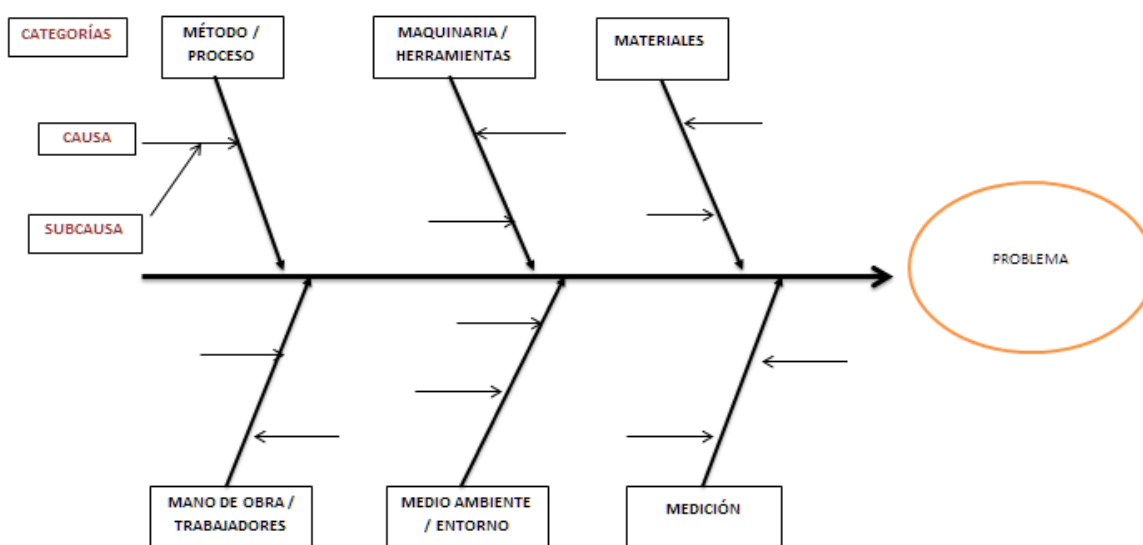 CATEGORÍAS
MÉTODO /
PROCESO
MAQUINARIA /
HERRAMIENTAS
MATERIALES
CAUSA
SUBCAUSA
PROBLEMA
MANO DE OBRA /
TRABAJADORES
MEDIO AMBIENTE
/ ENTORNO
MEDICIÓN